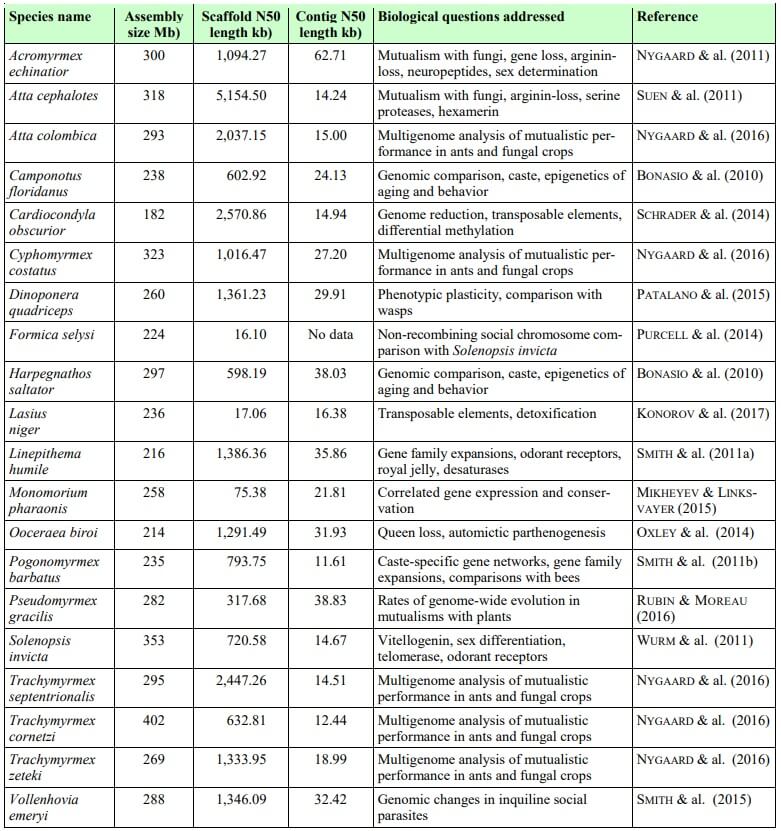 Species name Assembly size Mb) Scaffold N50 length kb) Contig N50 length kb) Biological questions addressed Reference
Acromyrmex echinatior 300 1,094.27 62.71 Mutualism with fungi, gene loss, arginin-
loss, neuropeptides, sex determination NYGAARD & al. (2011)
Atta cephalotes 318 5,154.50 14.24 Mutualism with fungi, arginin-loss, serine
proteases, hexamerin SUEN & al. (2011)
Atta colombica 293 2,037.15 15.00 Multigenome analysis of mutualistic per-
formance in ants and fungal crops NYGAARD & al. (2016)
Camponotus floridanus 238 602.92 24.13 Genomic comparison, caste, epigenetics of
aging and behavior BONASIO & al. (2010)
Cardiocondyla obscurior 182 2,570.86 14.94 Genome reduction, transposable elements,
differential methylation SCHRADER & al. (2014)
Cyphomyrmex costatus 323 1,016.47 27.20 Multigenome analysis of mutualistic per-
formance in ants and fungal crops NYGAARD & al. (2016)
Dinoponera quadriceps 260 1,361.23 29.91 Phenotypic plasticity, comparison with
wasps PATALANO & al. (2015)
Formica selysi 224 16.10 No data Non-recombining social chromosome com-
parison with Solenopsis invicta PURCELL & al. (2014)
Harpegnathos saltator 297 598.19 38.03 Genomic comparison, caste, epigenetics of
aging and behavior BONASIO & al. (2010)
Lasius niger 236 17.06 16.38 Transposable elements, detoxification KONOROV & al. (2017)
Linepithema humile 216 1,386.36 35.86 Gene family expansions, odorant receptors,
royal jelly, desaturases SMITH & al. (2011a)
Monomorium pharaonis 258 75.38 21.81 Correlated gene expression and conser-
vation MIKHEYEV & LINKS-
VAYER (2015)
Ooceraea biroi 214 1,291.49 31.93 Queen loss, automictic parthenogenesis OXLEY & al. (2014)
Pogonomyrmex barbatus 235 793.75 11.61 Caste-specific gene networks, gene family
expansions, comparisons with bees SMITH & al. (2011b)
Pseudomyrmex gracilis 282 317.68 38.83 Rates of genome-wide evolution in
mutualisms with plants RUBIN & MOREAU
(2016)
Solenopsis invicta 353 720.58 14.67 Vitellogenin, sex differentiation,
telomerase, odorant receptors WURM & al. (2011)
Trachymyrmex septentrionalis 295 2,447.26 14.51 Multigenome analysis of mutualistic
performance in ants and fungal crops NYGAARD & al. (2016)
Trachymyrmex cornetzi 402 632.81 12.44 Multigenome analysis of mutualistic
performance in ants and fungal crops NYGAARD & al. (2016)
Trachymyrmex zeteki 269 1,333.95 18.99 Multigenome analysis of mutualistic
performance in ants and fungal crops NYGAARD & al. (2016)
Vollenhovia emeryi 288 1,346.09 32.42 Genomic changes in inquiline social
parasites SMITH & al. (2015)